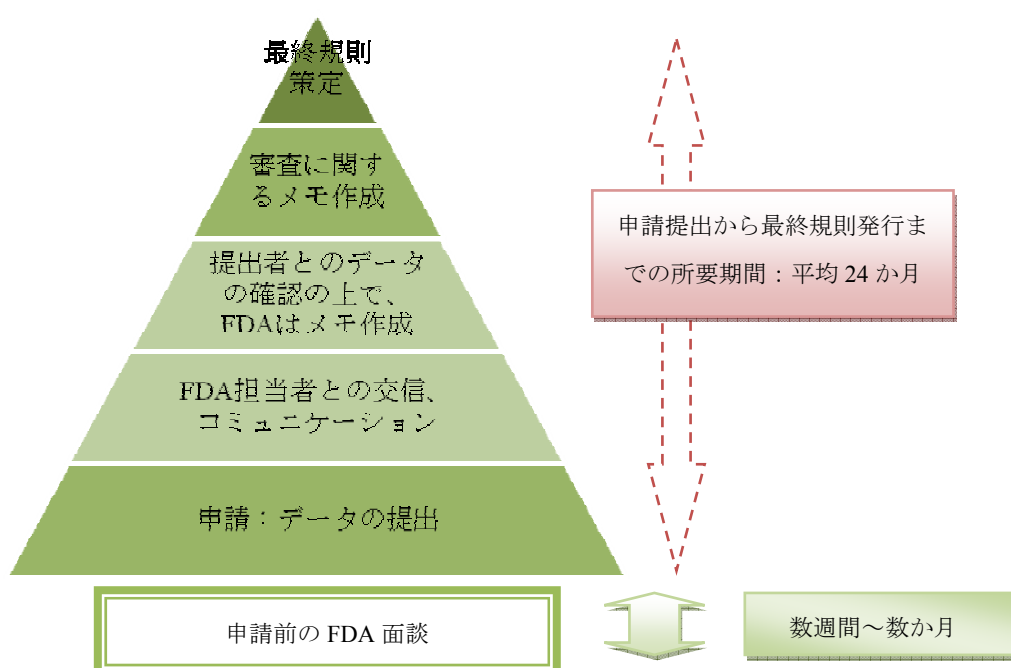 最終規則
策定
審査に関す
るメモ作成
提出者とのデータ
の確認の上で、
FDAはメモ作成
FDA担当者との交信、
コミュニケーション
申請：データの提出
申請提出から最終規則発行ま
での所要期間：平均 24 か月
申請前の FDA 面談
数週間～数か月